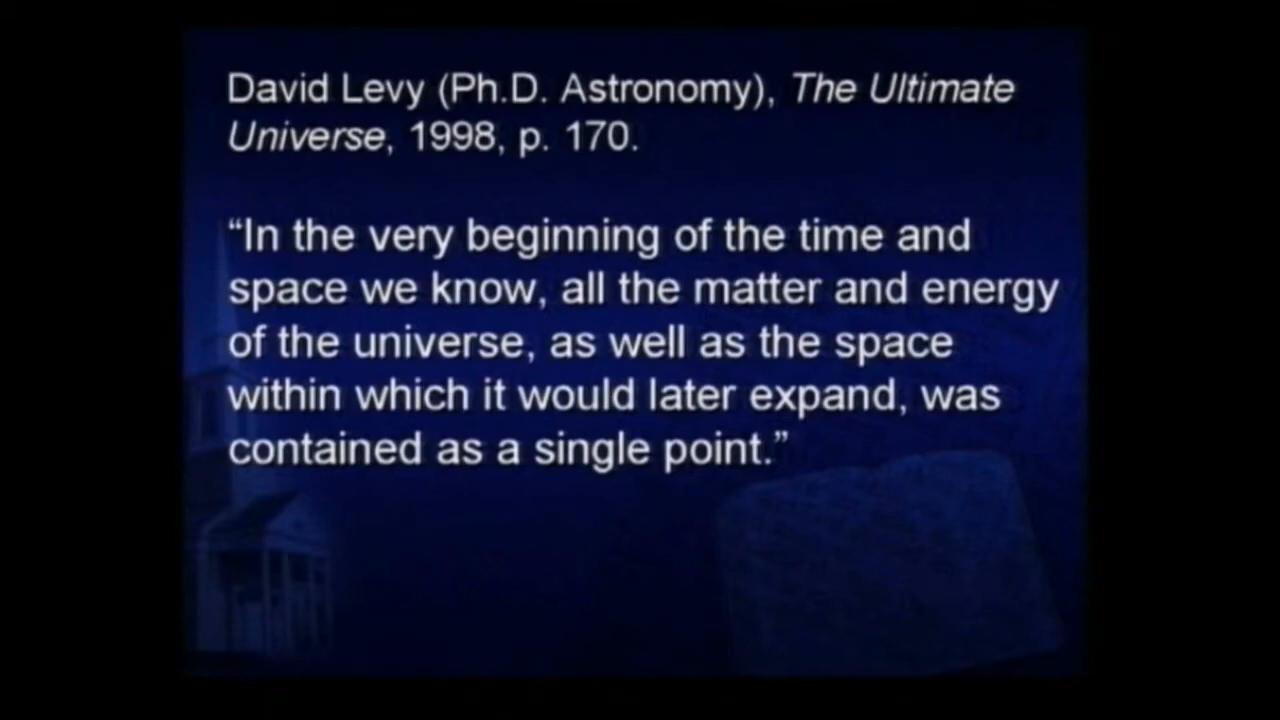 David Levy (Ph.D. Astronomy), The Ultimate
Universe, 1998, p. 170.
“In the very beginning of the time and
space we know, all the matter and energy
of the universe, as well as the space
within which it would later expand, was
contained as a single point.”